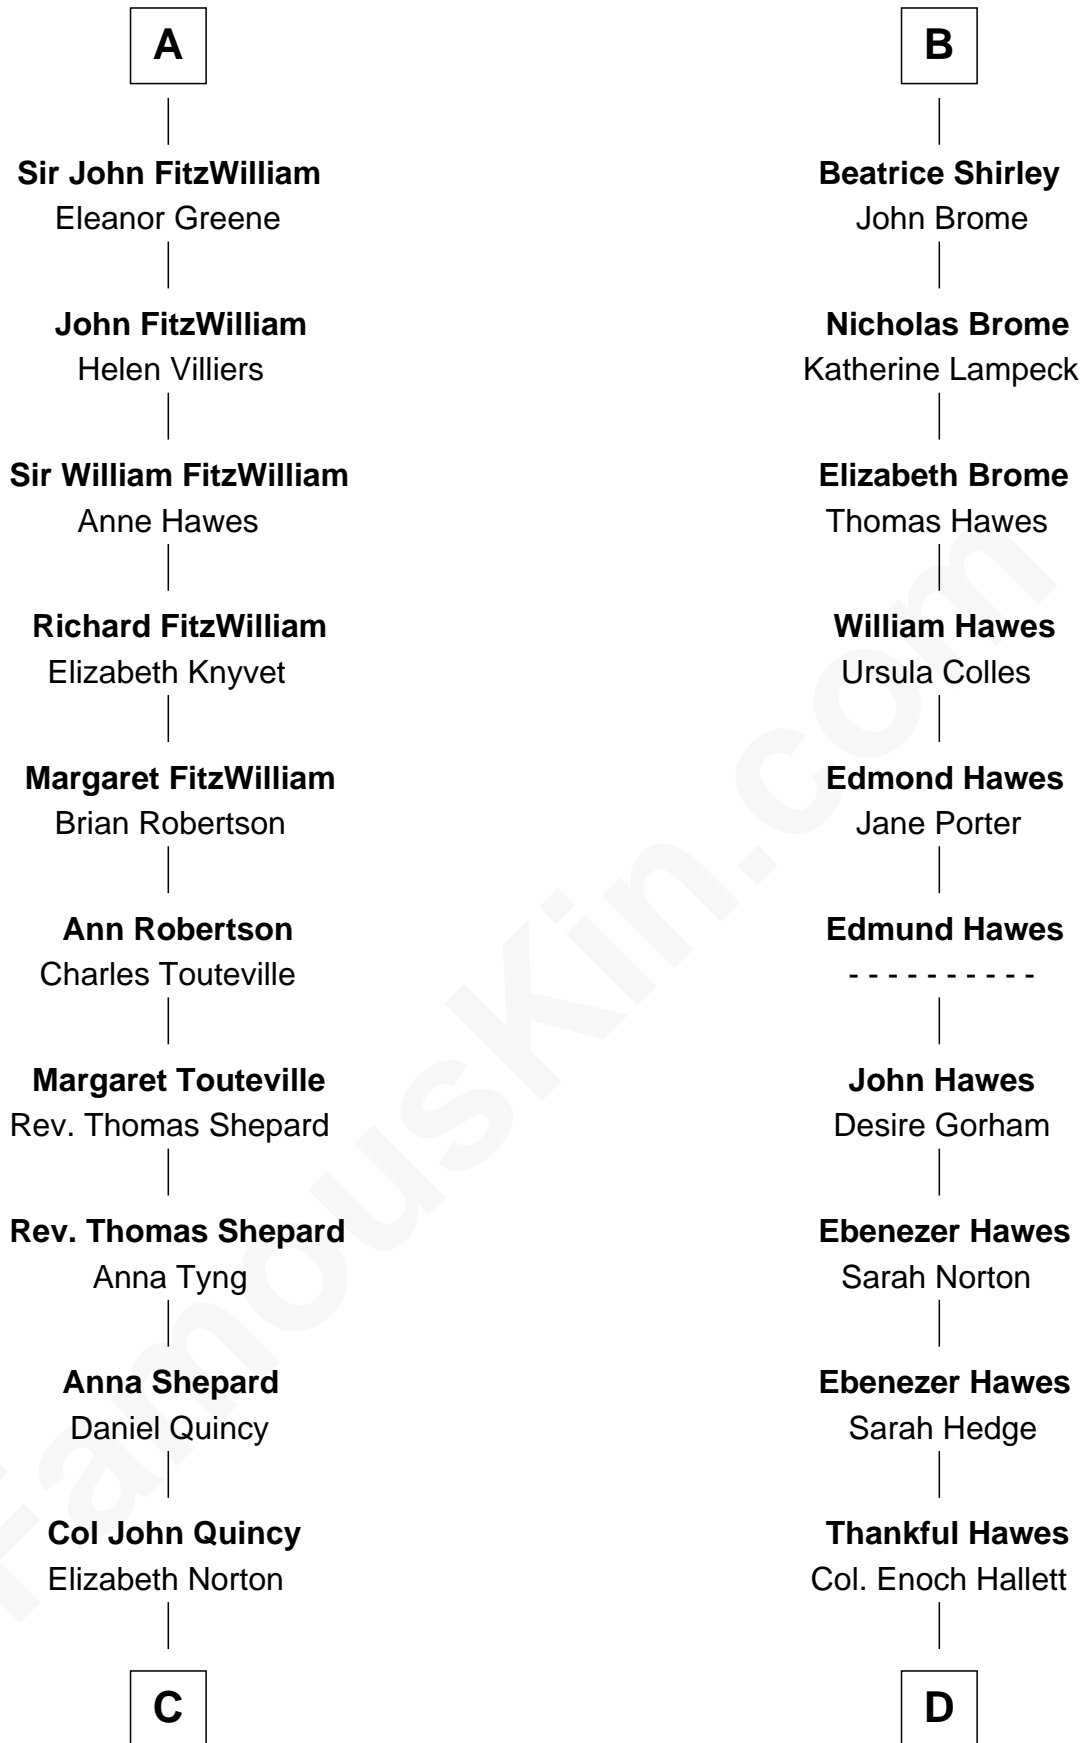 A
Sir John FitzWilliam
Eleanor Greene
John FitzWilliam
Helen Villiers
Sir William FitzWilliam
Anne Hawes
Richard FitzWilliam
Elizabeth Knyvet
Margaret FitzWilliam
Brian Robertson
Ann Robertson
Charles Touteville
Margaret Touteville
Rev. Thomas Shepard
Rev. Thomas Shepard
Anna Tyng
Anna Shepard
Daniel Quincy
Col John Quincy
Elizabeth Norton
C
B
Beatrice Shirley
John Brome
Nicholas Brome
Katherine Lampeck
Elizabeth Brome
Thomas Hawes
William Hawes
Ursula Colles
Edmond Hawes
Jane Porter
Edmund Hawes
- - - - - - - - - -
John Hawes
Desire Gorham
Ebenezer Hawes
Sarah Norton
Ebenezer Hawes
Sarah Hedge
Thankful Hawes
Col. Enoch Hallett
D
FamousKin.com